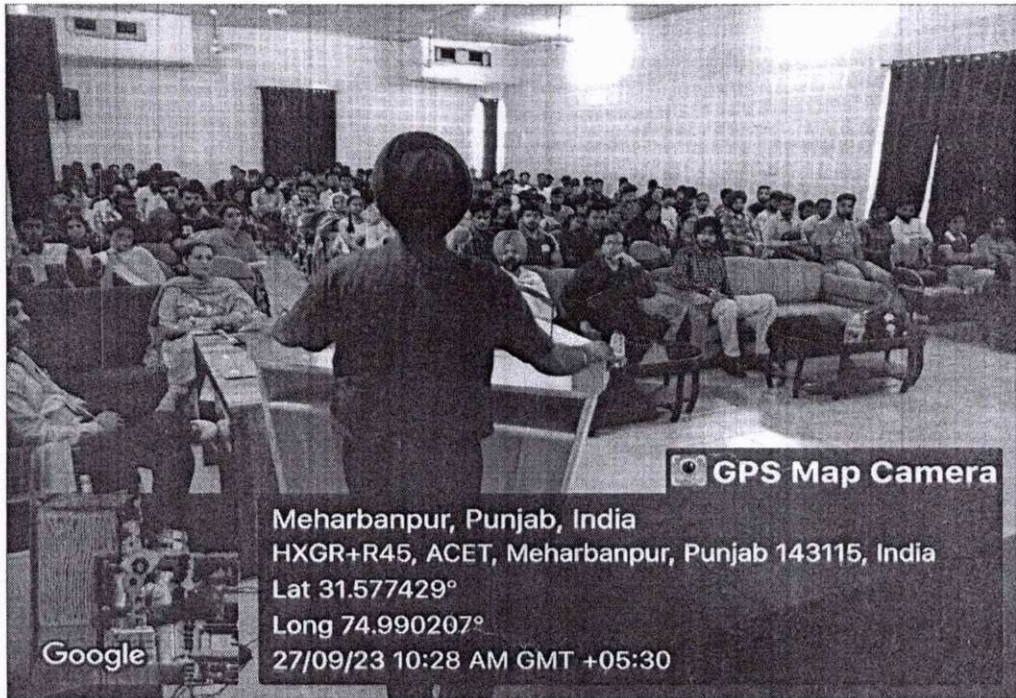 GPS Map Camera
Meharbanpur, Punjab, India
HXGR+R45, ACET, Meharbanpur, Punjab 143115, India
Lat 31.577429°
Long 74.990207°
27/09/23 10:28 AM GMT +05:30
Google